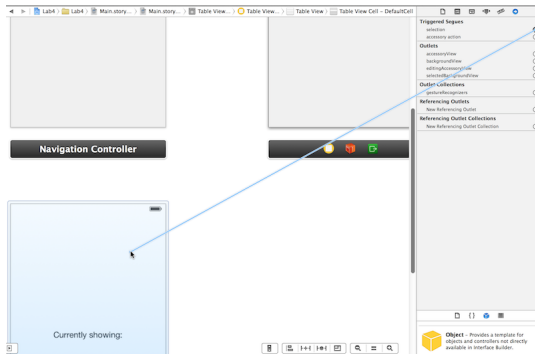 Lab4 Lab4 Main.story... Main.story... Table View... Table View... Table View Table View Cell – DefaultCell
Triggered Segues
selection
accessory action
Outlets
accessoryView
backgroundView
editingAccessoryView
selectedBackgroundView
Outlet Collections
gestureRecognizers
Referencing Outlets
New Referencing Outlet
Referencing Outlet Collections
New Referencing Outlet Collection
Navigation Controller
Currently showing:
Object – Provides a template for
objects and controllers not directly
available in Interface Builder.